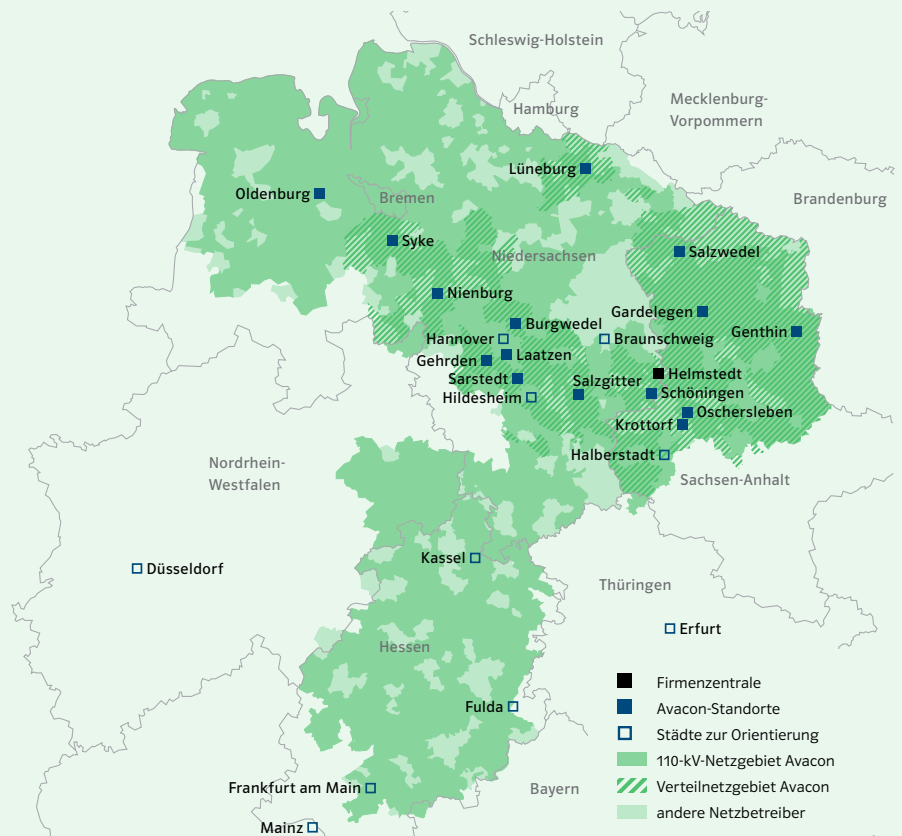 Schleswig-Holstein
Hamburg
Mecklenburg-
Vorpommern
Lüneburg
Oldenburg
Bremen
Brandenburg
Syke
Niedersachsen
Salzwedel
Nienburg
Burgwedel
Gardelegen
Genthin
Hannover
Braunschweig
Gehrden
Laatzen
Helmstedt
Sarstedt
Salzgitter
Schöningen
Hildesheim
Oschersleben
Krottorf
Halberstadt
Nordrhein-
Westfalen
Sachsen-Anhalt
Kassel
Düsseldorf
Thüringen
Erfurt
Hessen
Fulda
Frankfurt am Main
Bayern
Mainz
Firmenzentrale
Avacon-Standorte
Städte zur Orientierung
110-kV-Netzgebiet Avacon
Verteilnetzgebiet Avacon
andere Netzbetreiber